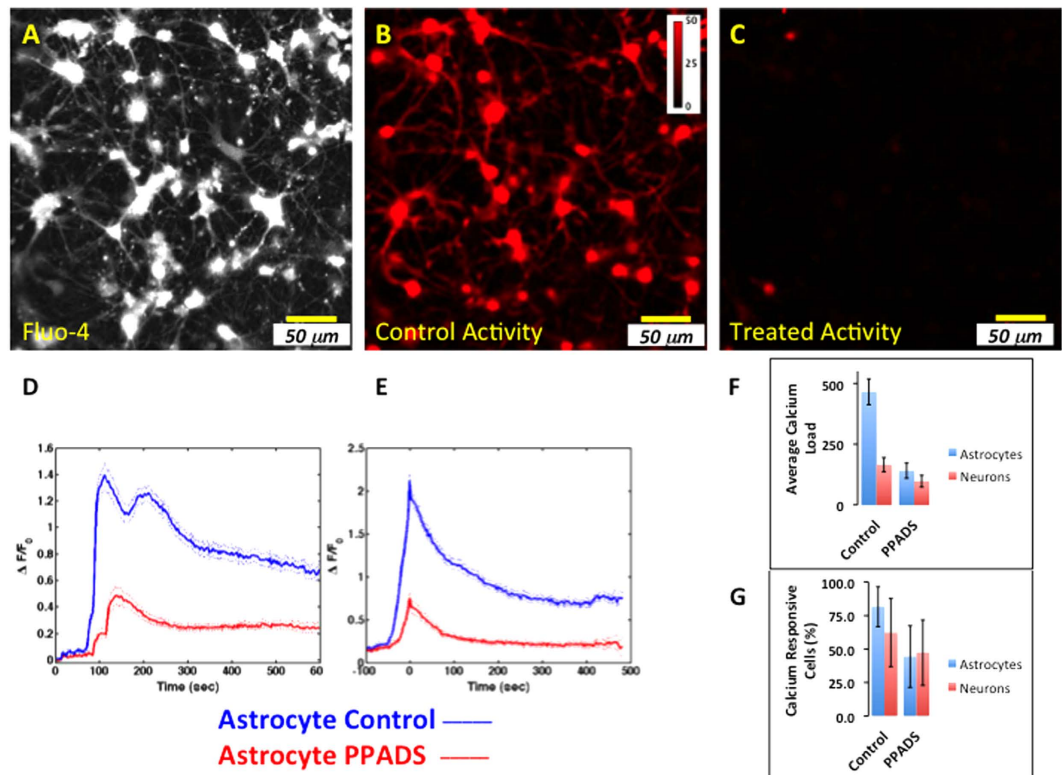 A
Fluo-4
50 µm
B
50
25
0
Control Activity
50 µm
C
Treated Activity
50 µm
D
1.6
1.4
1.2
1
0.8
0.6
0.4
0.2
0
Δ F/F0
0 100 200 300 400 500 60
Time (sec)
E
2.5
2
1.5
1
0.5
0
Δ F/F0
-100 0 100 200 300 400 500
Time (sec)
Astrocyte Control
Astrocyte PPADS
F
Average Calcium
Load
500
250
0
Control
PPADS
Astrocytes
Neurons
G
Calcium Responsive
Cells (%)
100.0
75.0
50.0
25.0
0.0
Control
PPADS
Astrocytes
Neurons